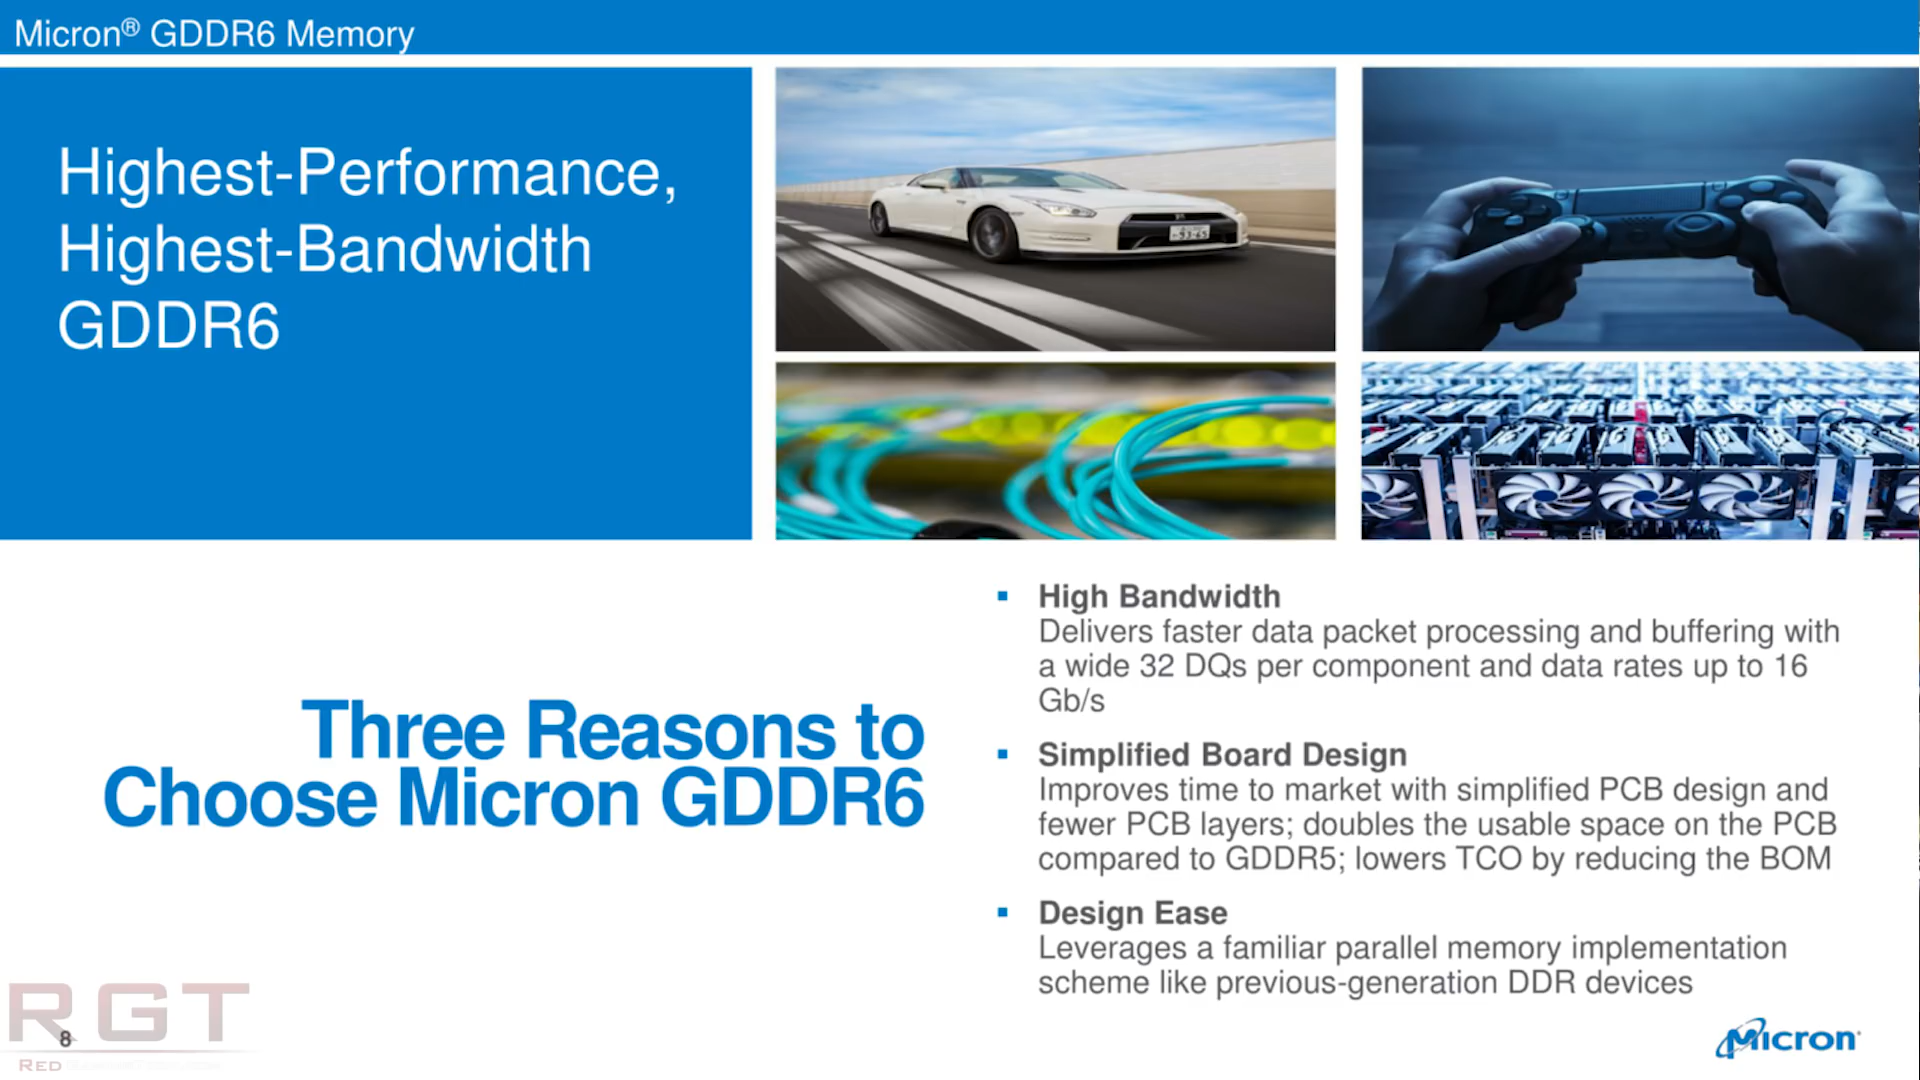 Micron® GDDR6 Memory
Highest-Performance,
Highest-Bandwidth
GDDR6
Three Reasons to
Choose Micron GDDR6
▪ High Bandwidth
Delivers faster data packet processing and buffering with
a wide 32 DQs per component and data rates up to 16
Gb/s
▪ Simplified Board Design
Improves time to market with simplified PCB design and
fewer PCB layers; doubles the usable space on the PCB
compared to GDDR5; lowers TCO by reducing the BOM
▪ Design Ease
Leverages a familiar parallel memory implementation
scheme like previous-generation DDR devices
RGT
8
RED
Micron